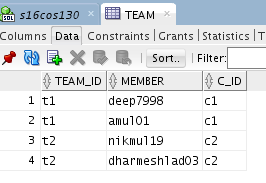 s16cos130 TEAM
Columns Data Constraints Grants Statistics
Sort.. Filter:
TEAM_ID MEMBER C_ID
1 t1 deep7998 c1
2 t1 amul01 c1
3 t2 nikmul19 c2
4 t2 dharmeshlad03 c2